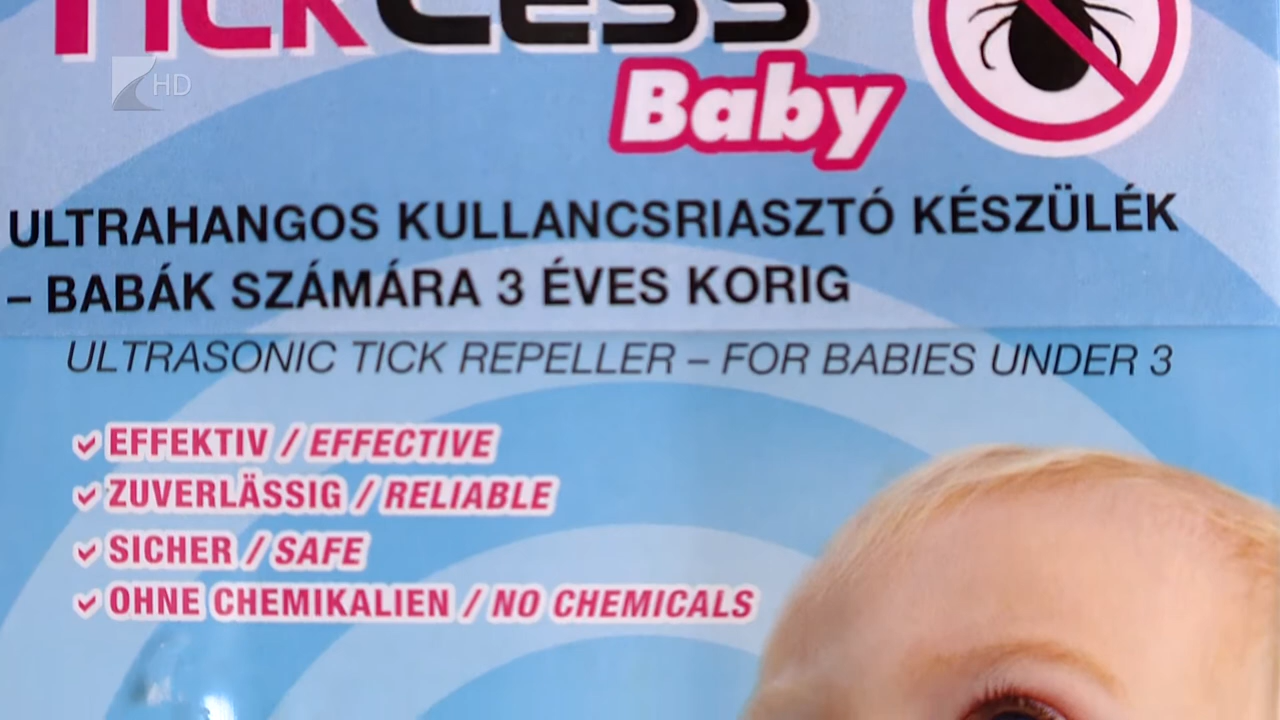 TICKLESS
Baby
HD
ULTRAHANGOS KULLANCSRIASZTÓ KÉSZÜLÉK
– BABÁK SZÁMÁRA 3 ÉVES KORIG
ULTRASONIC TICK REPELLER – FOR BABIES UNDER 3
EFFEKTIV / EFFECTIVE
ZUVERLÄSSIG / RELIABLE
SICHER / SAFE
OHNE CHEMIKALIEN / NO CHEMICALS